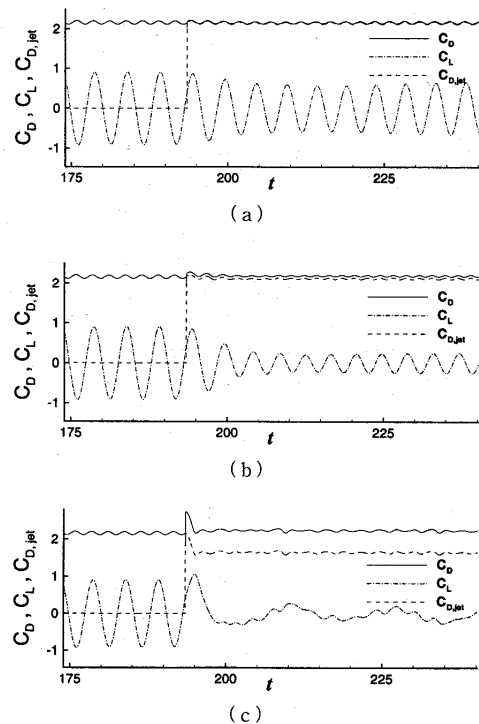 C_D, C_L, C_D,jet
2
1
0
-1
C_D
C_L
C_D,jet
175
200
225
t
(a)
C_D, C_L, C_D,jet
2
1
0
-1
C_D
C_L
C_D,jet
175
200
225
t
(b)
C_D, C_L, C_D,jet
2
1
0
-1
C_D
C_L
C_D,jet
175
200
225
t
(c)